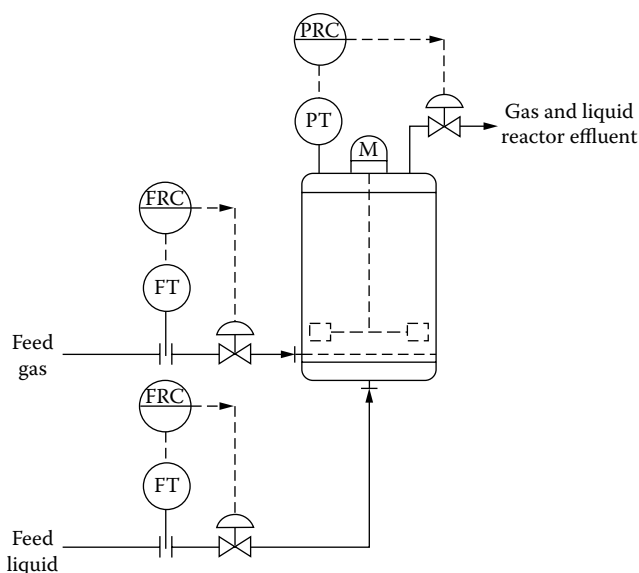 PRC
PT
M
Gas and liquid
reactor effluent
FRC
FT
Feed
gas
FRC
FT
Feed
liquid